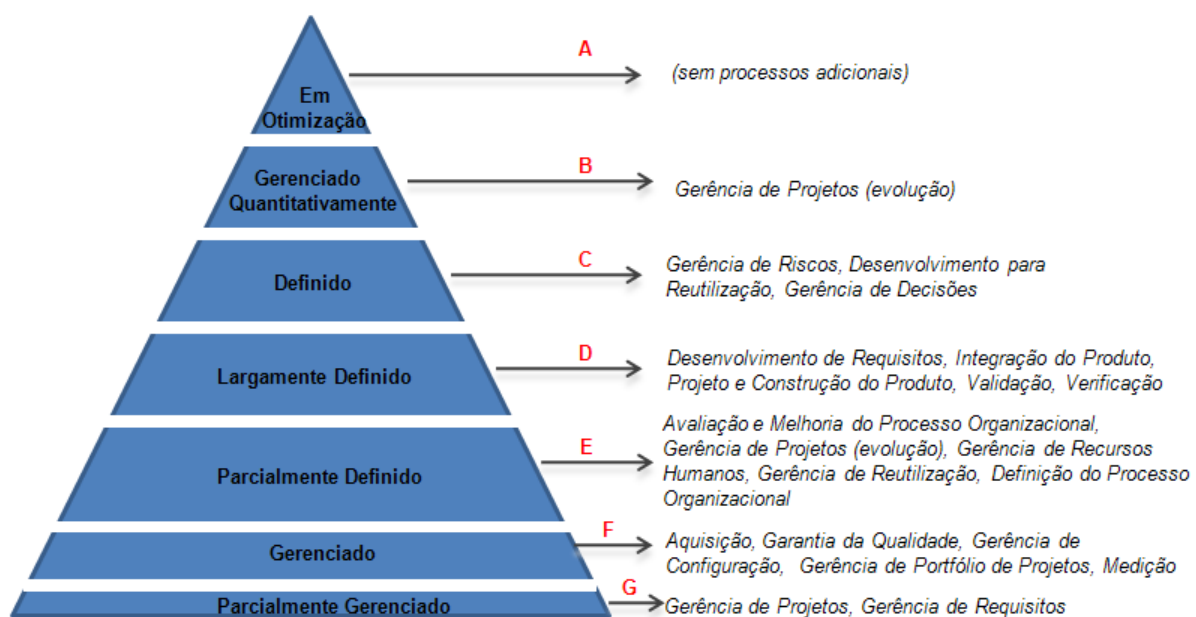 Em
Otimização
A
(sem processos adicionais)
Gerenciado
Quantitativamente
B
Gerência de Projetos (evolução)
Definido
C
Gerência de Riscos, Desenvolvimento para
Reutilização, Gerência de Decisões
Largamente Definido
D
Desenvolvimento de Requisitos, Integração do Produto,
Projeto e Construção do Produto, Validação, Verificação
Parcialmente Definido
E
Avaliação e Melhoria do Processo Organizacional,
Gerência de Projetos (evolução), Gerência de Recursos
Humanos, Gerência de Reutilização, Definição do Processo
Organizacional
Gerenciado
F
Aquisição, Garantia da Qualidade, Gerência de
Configuração, Gerência de Portfólio de Projetos, Medição
Parcialmente Gerenciado
G
Gerência de Projetos, Gerência de Requisitos